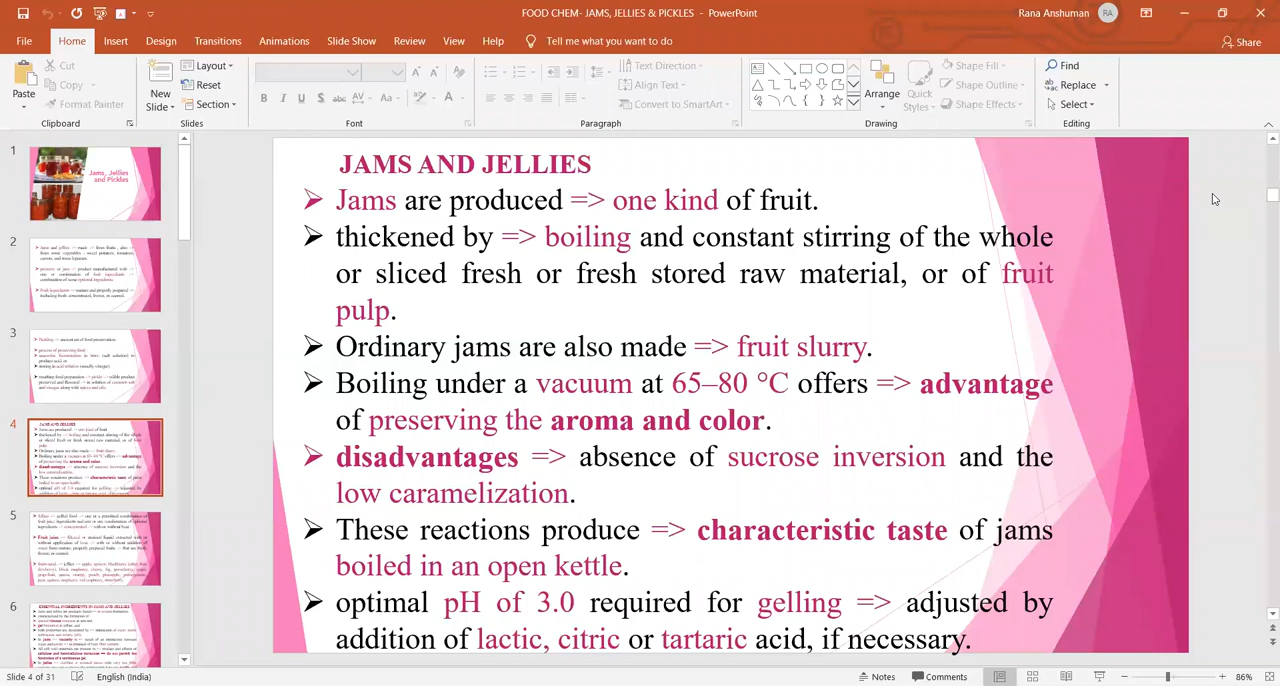 FOOD CHEM- JAMS, JELLIES & PICKLES - PowerPoint
Rana Anshuman RA
File Home Insert Design Transitions Animations Slide Show Review View Help Tell me what you want to do
Share
Paste
Cut
Copy
Format Painter
Clipboard
New Slide
Layout
Reset
Section
Slides
Font
Text Direction
Align Text
Convert to SmartArt
Paragraph
Arrange
Quick Styles
Shape Fill
Shape Outline
Shape Effects
Drawing
Find
Replace
Select
Editing
1
Jams, Jellies
and Pickles
2
3
4
5
6
JAMS AND JELLIES
Jams are produced => one kind of fruit.
thickened by => boiling and constant stirring of the whole
or sliced fresh or fresh stored raw material, or of fruit
pulp.
Ordinary jams are also made => fruit slurry.
Boiling under a vacuum at 65–80 °C offers => advantage
of preserving the aroma and color.
disadvantages => absence of sucrose inversion and the
low caramelization.
These reactions produce => characteristic taste of jams
boiled in an open kettle.
optimal pH of 3.0 required for gelling => adjusted by
addition of lactic, citric or tartaric acid, if necessary.
Slide 4 of 31
English (India)
Notes
Comments
86%